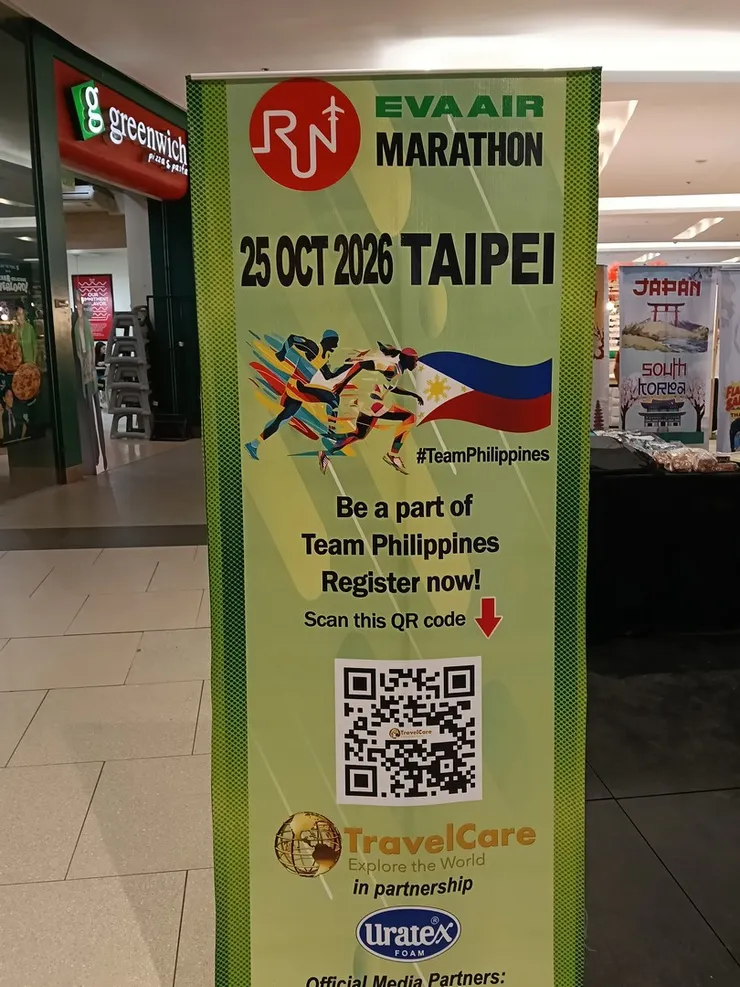 greenwich
pizza & pasta
RUN
EVA AIR
MARATHON
25 OCT 2026 TAIPEI
#TeamPhilippines
Be a part of
Team Philippines
Register now!
Scan this QR code
TravelCare
TravelCare
Explore the World
in partnership
Uratex®
FOAM
Official Media Partners:
JAPAN
SOUTH
KOREA